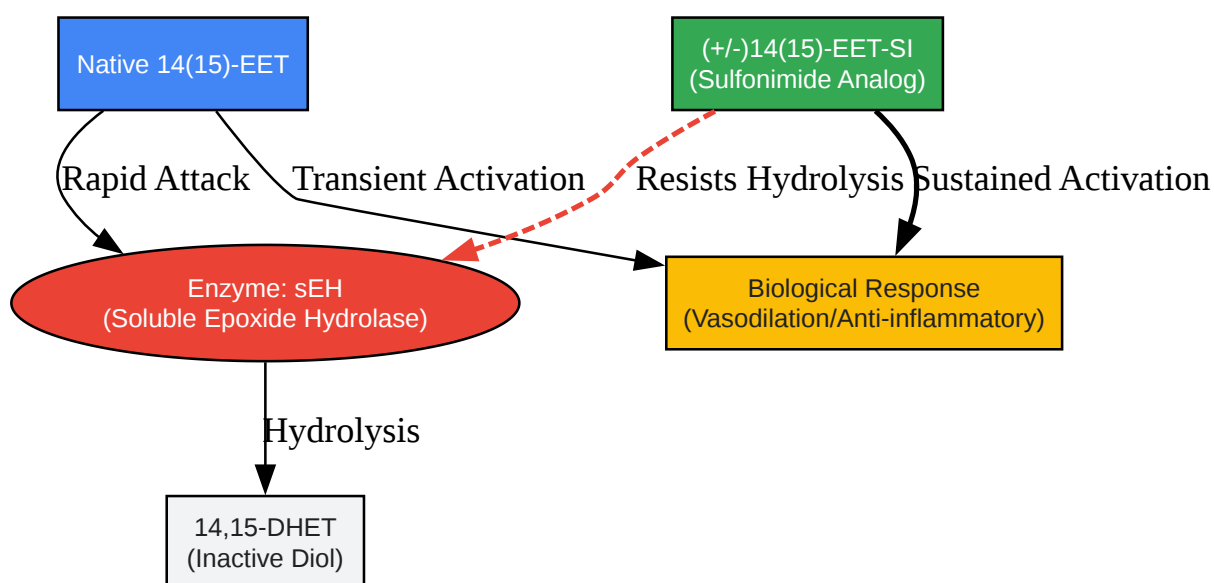 Native 14(15)-EET
(+/-)14(15)-EET-SI
(Sulfonimide Analog)
Rapid Attack
Transient Activation
Resists Hydrolysis
Sustained Activation
Enzyme: sEH
(Soluble Epoxide Hydrolase)
Biological Response
(Vasodilation/Anti-inflammatory)
Hydrolysis
14,15-DHET
(Inactive Diol)